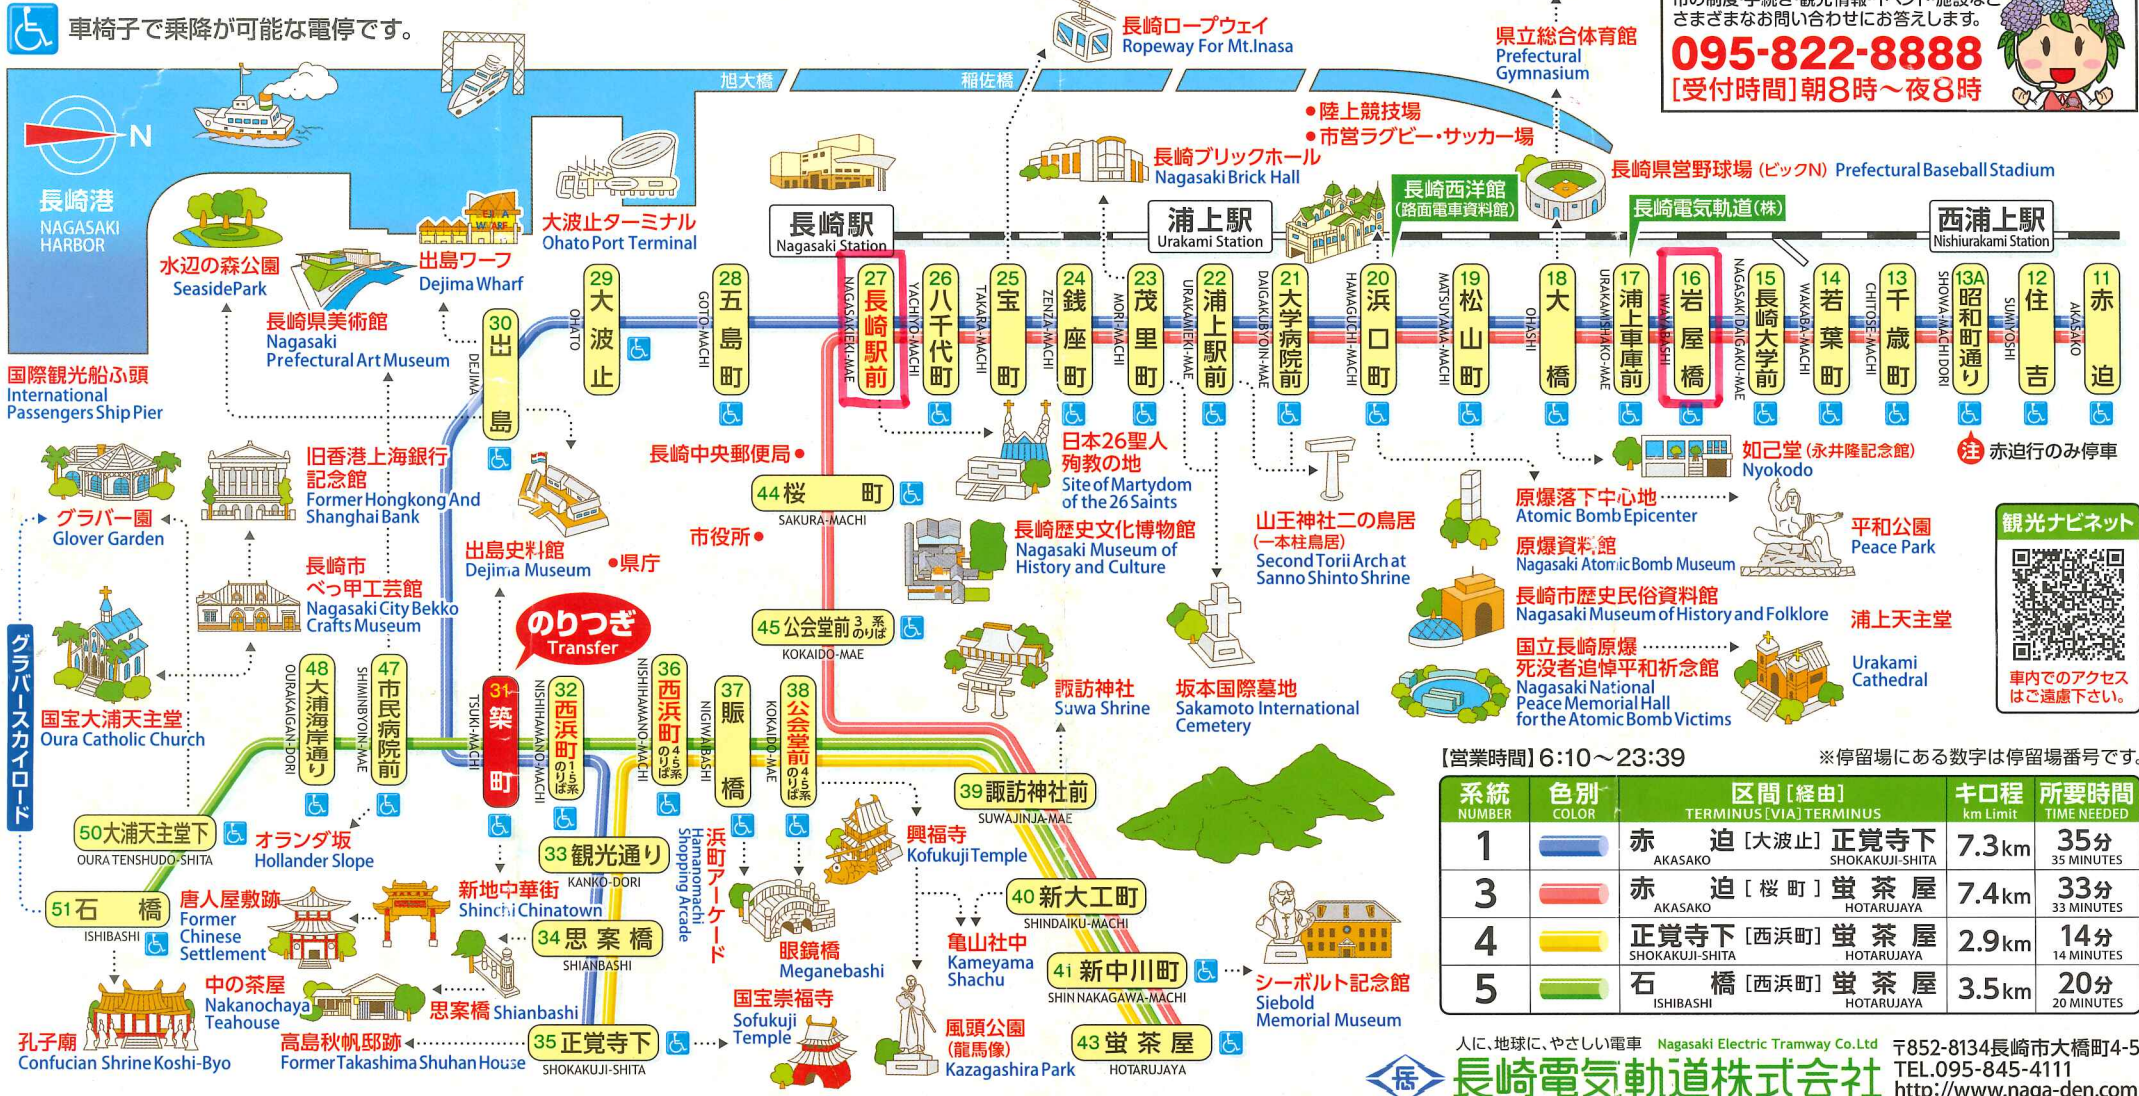 車椅子で乗降が可能な電停です。
長崎ロープウェイ
Ropeway For Mt.Inasa
県立総合体育館
Prefectural
Gymnasium
さまざまなお問い合わせにお答えします。
095-822-8888
[受付時間]朝8時～夜8時
旭大橋
稲佐橋
N
長崎港
NAGASAKI
HARBOR
水辺の森公園
SeasidePark
長崎県美術館
Nagasaki
Prefectural Art Museum
出島ワーフ
Dejima Wharf
大波止ターミナル
Ohato Port Terminal
長崎駅
Nagasaki Station
長崎ブリックホール
Nagasaki Brick Hall
浦上駅
Urakami Station
●陸上競技場
●市営ラグビー・サッカー場
長崎西洋館
(路面電車資料館)
長崎県営野球場(ビックN) Prefectural Baseball Stadium
長崎電気軌道(株)
西浦上駅
Nishiurakami Station
30 出島
DEJIMA
29 大波止
OHATO
28 五島町
GOTO-MACHI
27 長崎駅前
NAGASAKIEKI-MAE
26 八千代町
YACHIYO-MACHI
25 宝町
TAKARA-MACHI
24 銭座町
ZENZA-MACHI
23 茂里町
MORI-MACHI
22 浦上駅前
URAKAMIEKI-MAE
21 大学病院前
DAIGAKUBYOIN-MAE
20 浜口町
HAMAGUCHI-MACHI
19 松山町
MATSUYAMA-MACHI
18 大橋
OHASHI
17 浦上車庫前
URAKAMISHAKO-MAE
16 岩屋橋
IWAYABASHI
15 長崎大学前
NAGASAKI DAIGAKU-MAE
14 若葉町
WAKABA-MACHI
13 千歳町
CHITOSE-MACHI
13A 昭和町通り
SHOWA-MACHI DORI
12 住吉
SUMIYOSHI
11 赤迫
AKASAKO
注 赤迫行のみ停車
国際観光船ふ頭
International
Passengers Ship Pier
グラバー園
Glover Garden
旧香港上海銀行
記念館
Former Hongkong And
Shanghai Bank
長崎市
べっ甲工芸館
Nagasaki City Bekko
Crafts Museum
出島史料館
Dejima Museum
●県庁
長崎中央郵便局●
44 桜町
SAKURA-MACHI
市役所●
45 公会堂前 3系のりば
KOKAIDO-MAE
日本26聖人
殉教の地
Site of Martydom
of the 26 Saints
長崎歴史文化博物館
Nagasaki Museum of
History and Culture
諏訪神社
Suwa Shrine
山王神社二の鳥居
(一本柱鳥居)
Second Torii Arch at
Sanno Shinto Shrine
坂本国際墓地
Sakamoto International
Cemetery
如己堂(永井隆記念館)
Nyokodo
原爆落下中心地
Atomic Bomb Epicenter
原爆資料館
Nagasaki Atomic Bomb Museum
平和公園
Peace Park
長崎市歴史民俗資料館
Nagasaki Museum of History and Folklore
国立長崎原爆
死没者追悼平和祈念館
Nagasaki National
Peace Memorial Hall
for the Atomic Bomb Victims
浦上天主堂
Urakami
Cathedral
観光ナビネット
車内でのアクセス
はご遠慮下さい。
グラバースカイロード
国宝大浦天主堂
Oura Catholic Church
のりつぎ
Transfer
48 大浦海岸通り
OURAKAIGAN-DORI
47 市民病院前
SHIMINBYOIN-MAE
31 築町
TSUKI-MACHI
32 西浜町 1・5系のりば
NISHIHAMANO-MACHI
36 西浜町 4・5系のりば
NISHIHAMANO-MACHI
37 賑橋
NIGIWAIBASHI
38 公会堂前 4・5系のりば
KOKAIDO-MAE
39 諏訪神社前
SUWAJINJA-MAE
50 大浦天主堂下
OURA TENSHUDO-SHITA
オランダ坂
Hollander Slope
51 石橋
ISHIBASHI
33 観光通り
KANKO-DORI
34 思案橋
SHIANBASHI
35 正覚寺下
SHOKAKUJI-SHITA
40 新大工町
SHINDAIKU-MACHI
41 新中川町
SHIN NAKAGAWA-MACHI
43 蛍茶屋
HOTARUJAYA
唐人屋敷跡
Former
Chinese
Settlement
新地中華街
Shinchi Chinatown
浜町アーケード
Hamanomachi
Shopping Arcade
興福寺
Kofukuji Temple
眼鏡橋
Meganebashi
亀山社中
Kameyama
Shachu
シーボルト記念館
Siebold
Memorial Museum
孔子廟
Confucian Shrine Koshi-Byo
中の茶屋
Nakanochaya
Teahouse
思案橋 Shianbashi
高島秋帆邸跡
Former Takashima Shuhan House
国宝崇福寺
Sofukuji
Temple
風頭公園
(龍馬像)
Kazagashira Park
【営業時間】6:10～23:39
※停留場にある数字は停留場番号です。
系統 色別 区間[経由] キロ程 所要時間
NUMBER COLOR TERMINUS [VIA] TERMINUS km Limit TIME NEEDED
1 赤迫[大波止]正覚寺下 7.3km 35分
AKASAKO SHOKAKUJI-SHITA 35 MINUTES
3 赤迫[桜町]蛍茶屋 7.4km 33分
AKASAKO HOTARUJAYA 33 MINUTES
4 正覚寺下[西浜町]蛍茶屋 2.9km 14分
SHOKAKUJI-SHITA HOTARUJAYA 14 MINUTES
5 石橋[西浜町]蛍茶屋 3.5km 20分
ISHIBASHI HOTARUJAYA 20 MINUTES
人に、地球に、やさしい電車 Nagasaki Electric Tramway Co.Ltd
長崎電気軌道株式会社
〒852-8134長崎市大橋町4-5
TEL.095-845-4111
http://www.naga-den.com